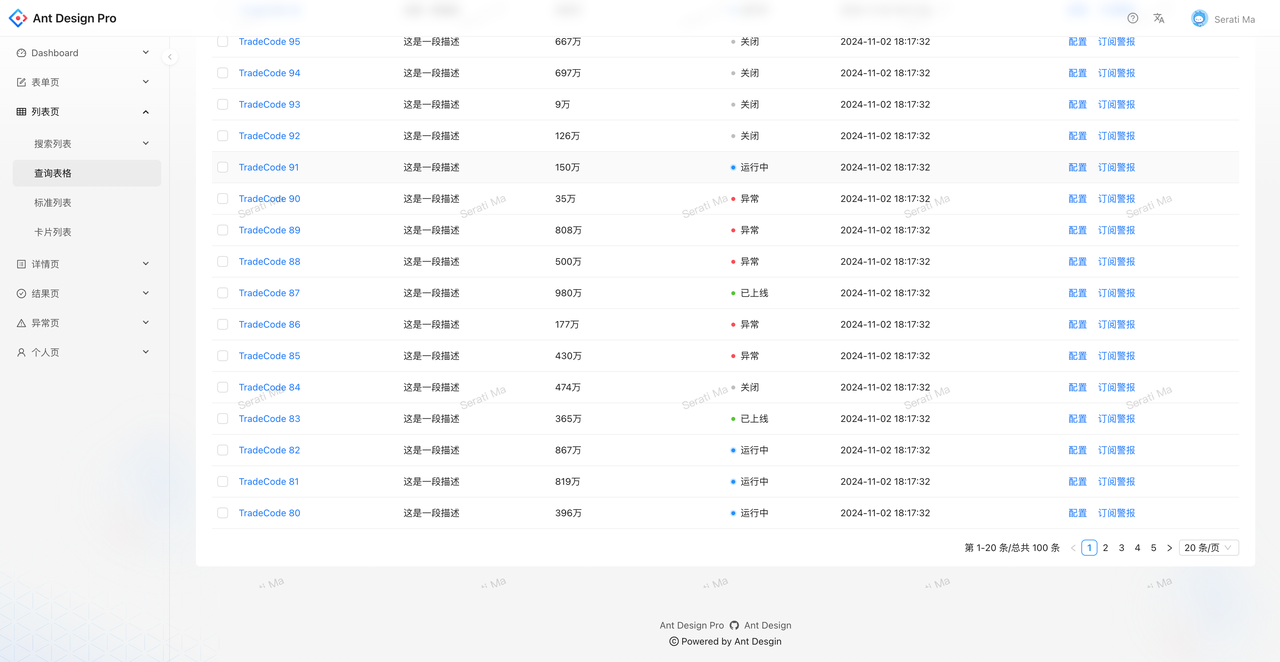 Ant Design Pro
Serati Ma
Dashboard
表单页
列表页
搜索列表
查询表格
标准列表
卡片列表
详情页
结果页
异常页
个人页
TradeCode 95 这是一段描述 667万 关闭 2024-11-02 18:17:32 配置 订阅警报
TradeCode 94 这是一段描述 697万 关闭 2024-11-02 18:17:32 配置 订阅警报
TradeCode 93 这是一段描述 9万 关闭 2024-11-02 18:17:32 配置 订阅警报
TradeCode 92 这是一段描述 126万 关闭 2024-11-02 18:17:32 配置 订阅警报
TradeCode 91 这是一段描述 150万 运行中 2024-11-02 18:17:32 配置 订阅警报
TradeCode 90 这是一段描述 35万 异常 2024-11-02 18:17:32 配置 订阅警报
Serati Ma Serati Ma Serati Ma Serati Ma Serati Ma
TradeCode 89 这是一段描述 808万 异常 2024-11-02 18:17:32 配置 订阅警报
TradeCode 88 这是一段描述 500万 异常 2024-11-02 18:17:32 配置 订阅警报
TradeCode 87 这是一段描述 980万 已上线 2024-11-02 18:17:32 配置 订阅警报
TradeCode 86 这是一段描述 177万 异常 2024-11-02 18:17:32 配置 订阅警报
TradeCode 85 这是一段描述 430万 异常 2024-11-02 18:17:32 配置 订阅警报
TradeCode 84 这是一段描述 474万 关闭 2024-11-02 18:17:32 配置 订阅警报
Serati Ma Serati Ma Serati Ma Serati Ma Serati Ma
TradeCode 83 这是一段描述 365万 已上线 2024-11-02 18:17:32 配置 订阅警报
TradeCode 82 这是一段描述 867万 运行中 2024-11-02 18:17:32 配置 订阅警报
TradeCode 81 这是一段描述 819万 运行中 2024-11-02 18:17:32 配置 订阅警报
TradeCode 80 这是一段描述 396万 运行中 2024-11-02 18:17:32 配置 订阅警报
第 1-20 条/总共 100 条 1 2 3 4 5 20 条/页
Ant Design Pro Ant Design
Powered by Ant Desgin